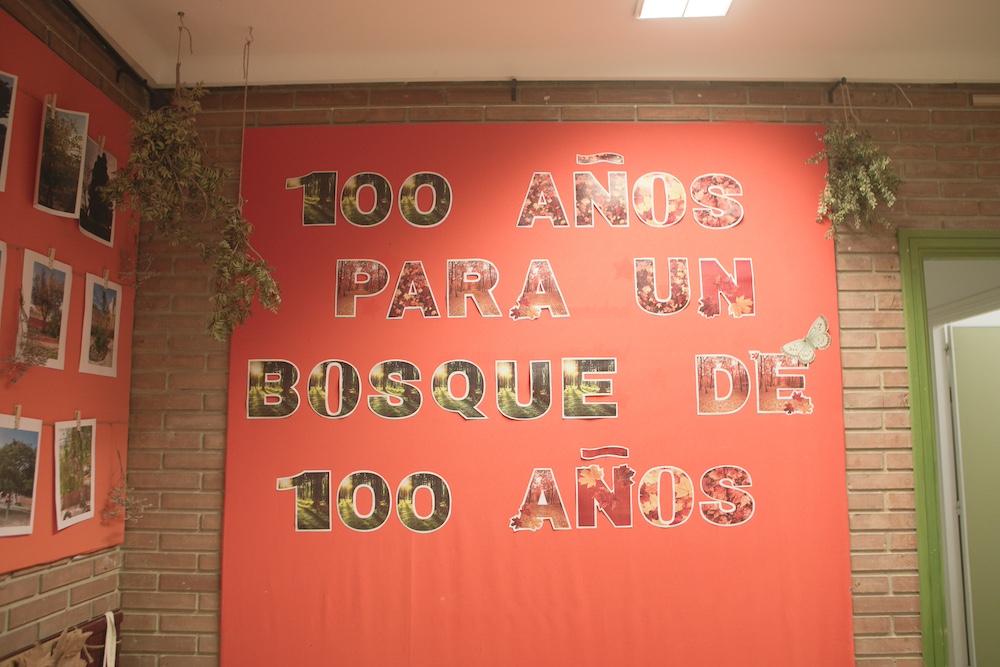 100 AÑOS
PARA UN
BOSQUE DE
100 AÑOS